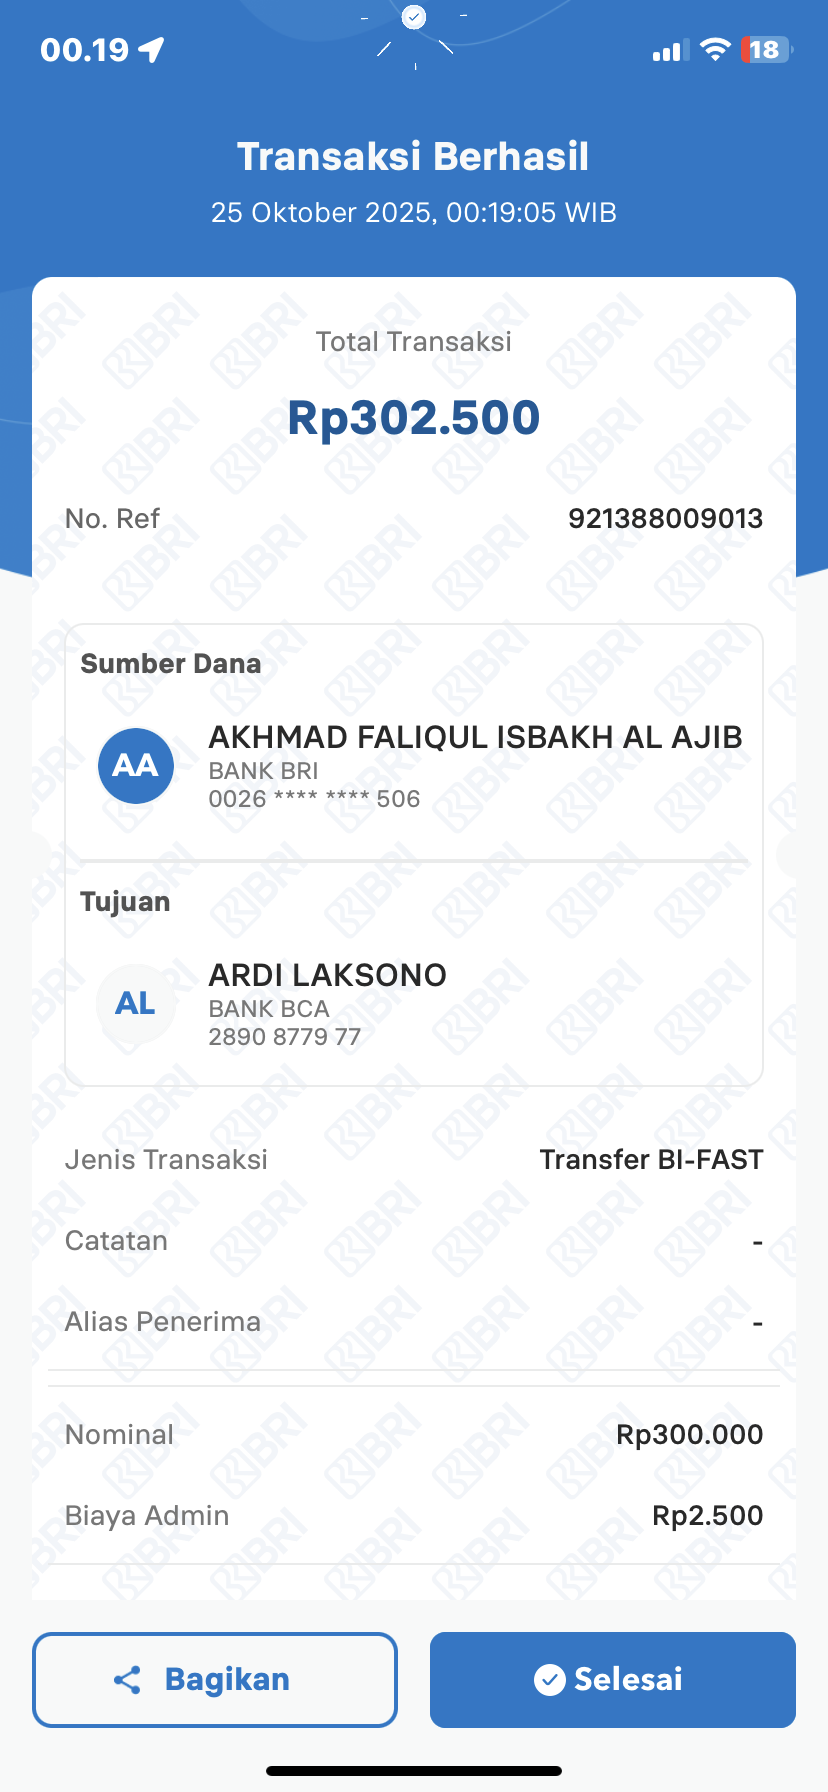 00.19
18
Transaksi Berhasil
25 Oktober 2025, 00:19:05 WIB
Total Transaksi
Rp302.500
No. Ref 921388009013
Sumber Dana
AA
AKHMAD FALIQUL ISBAKH AL AJIB
BANK BRI
0026 **** **** 506
Tujuan
AL
ARDI LAKSONO
BANK BCA
2890 8779 77
Jenis Transaksi Transfer BI-FAST
Catatan -
Alias Penerima -
Nominal Rp300.000
Biaya Admin Rp2.500
Bagikan
Selesai